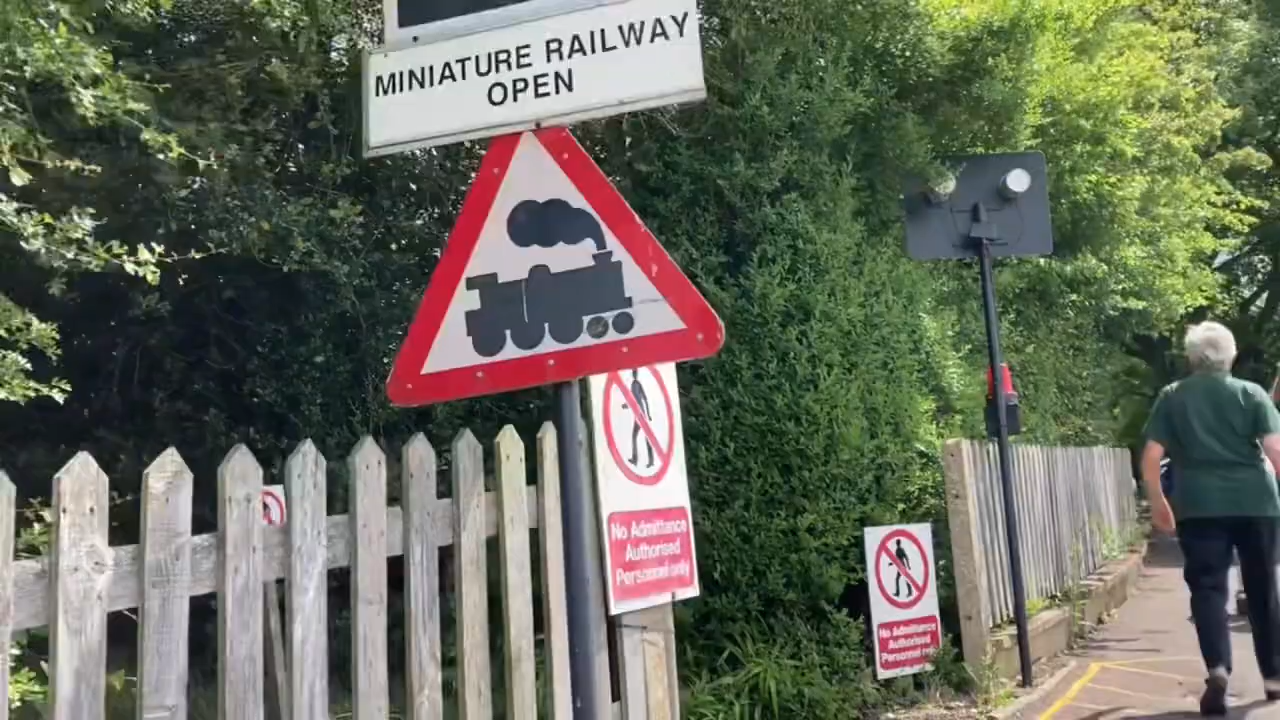 MINIATURE RAILWAY
OPEN
No Admittance
Authorised
Personnel only
No Admittance
Authorised
Personnel only